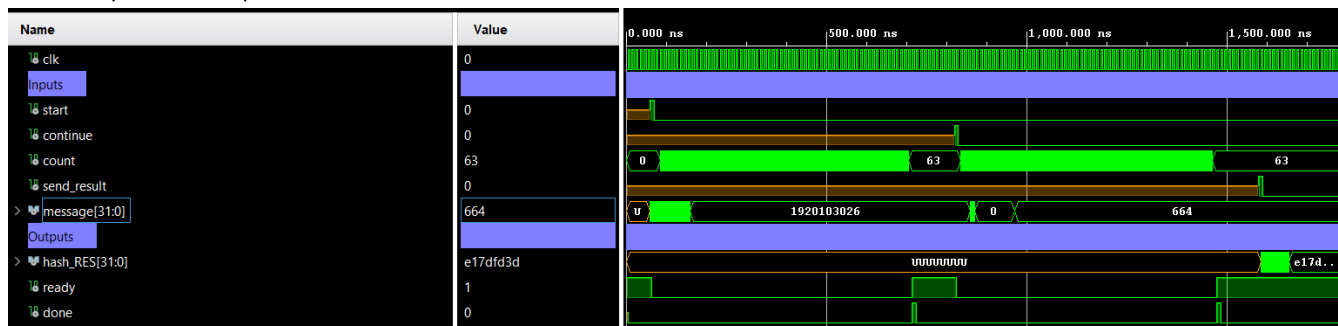 Name Value 0.000 ns 500.000 ns 1,000.000 ns 1,500.000 ns
clk 0
Inputs
start 0
continue 0
count 63 0 63 63
send_result 0
message[31:0] 664 U 1920103026 0 664
Outputs
hash_RES[31:0] e17dfd3d UUUUUUUU e17d..
ready 1
done 0